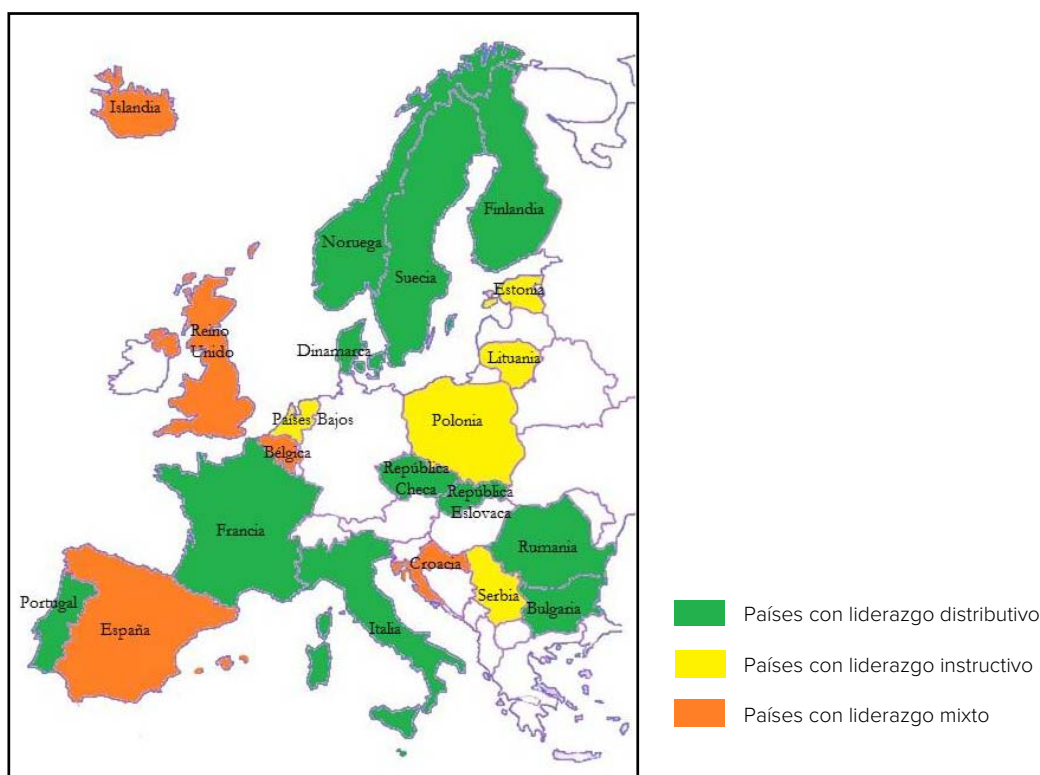 Islandia
Finlandia
Noruega
Suecia
Estonia
Reino
Unido
Dinamarca
Lituania
Países Bajos
Polonia
Bélgica
República
Checa
República
Eslovaca
Francia
Rumania
Croacia
Serbia
Portugal
Bulgaria
España
Italia
Países con liderazgo distributivo
Países con liderazgo instructivo
Países con liderazgo mixto